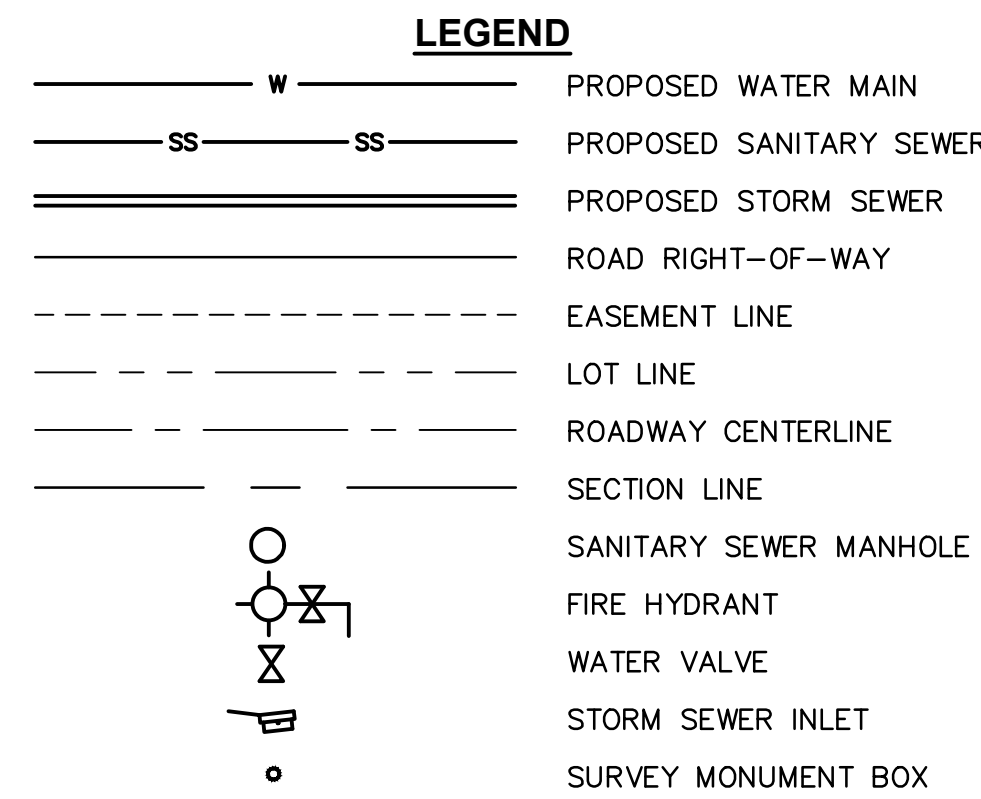 LEGEND
W PROPOSED WATER MAIN
SS SS PROPOSED SANITARY SEWER
PROPOSED STORM SEWER
ROAD RIGHT-OF-WAY
EASEMENT LINE
LOT LINE
ROADWAY CENTERLINE
SECTION LINE
SANITARY SEWER MANHOLE
FIRE HYDRANT
WATER VALVE
STORM SEWER INLET
SURVEY MONUMENT BOX